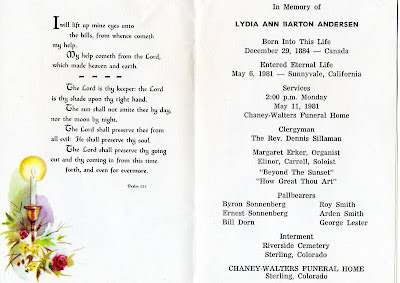 I will lift up mine eyes unto
the hills, from whence cometh
my help.
My help cometh from the Lord,
which made heaven and earth.
The Lord is thy keeper: the Lord
is thy shade upon thy right hand.
The sun shall not smite thee by day,
nor the moon by night.
The Lord shall preserve thee from
all evil: He shall preserve thy soul.
The Lord shall preserve thy going
out and thy coming in from this time
forth, and even for evermore.
Psalm 121
In Memory of
LYDIA ANN BARTON ANDERSEN
Born Into This Life
December 29, 1884 — Canada
Entered Eternal Life
May 6, 1981 — Sunnyvale, California
Services
2:00 p.m. Monday
May 11, 1981
Chaney-Walters Funeral Home
Clergyman
The Rev. Dennis Sillaman
Margaret Erker, Organist
Elinor, Carrell, Soloist
"Beyond The Sunset"
"How Great Thou Art"
Pallbearers
Byron Sonnenberg Roy Smith
Ernest Sonnenberg Arden Smith
Bill Dorn George Lester
Interment
Riverside Cemetery
Sterling, Colorado
CHANEY-WALTERS FUNERAL HOME
Sterling, Colorado